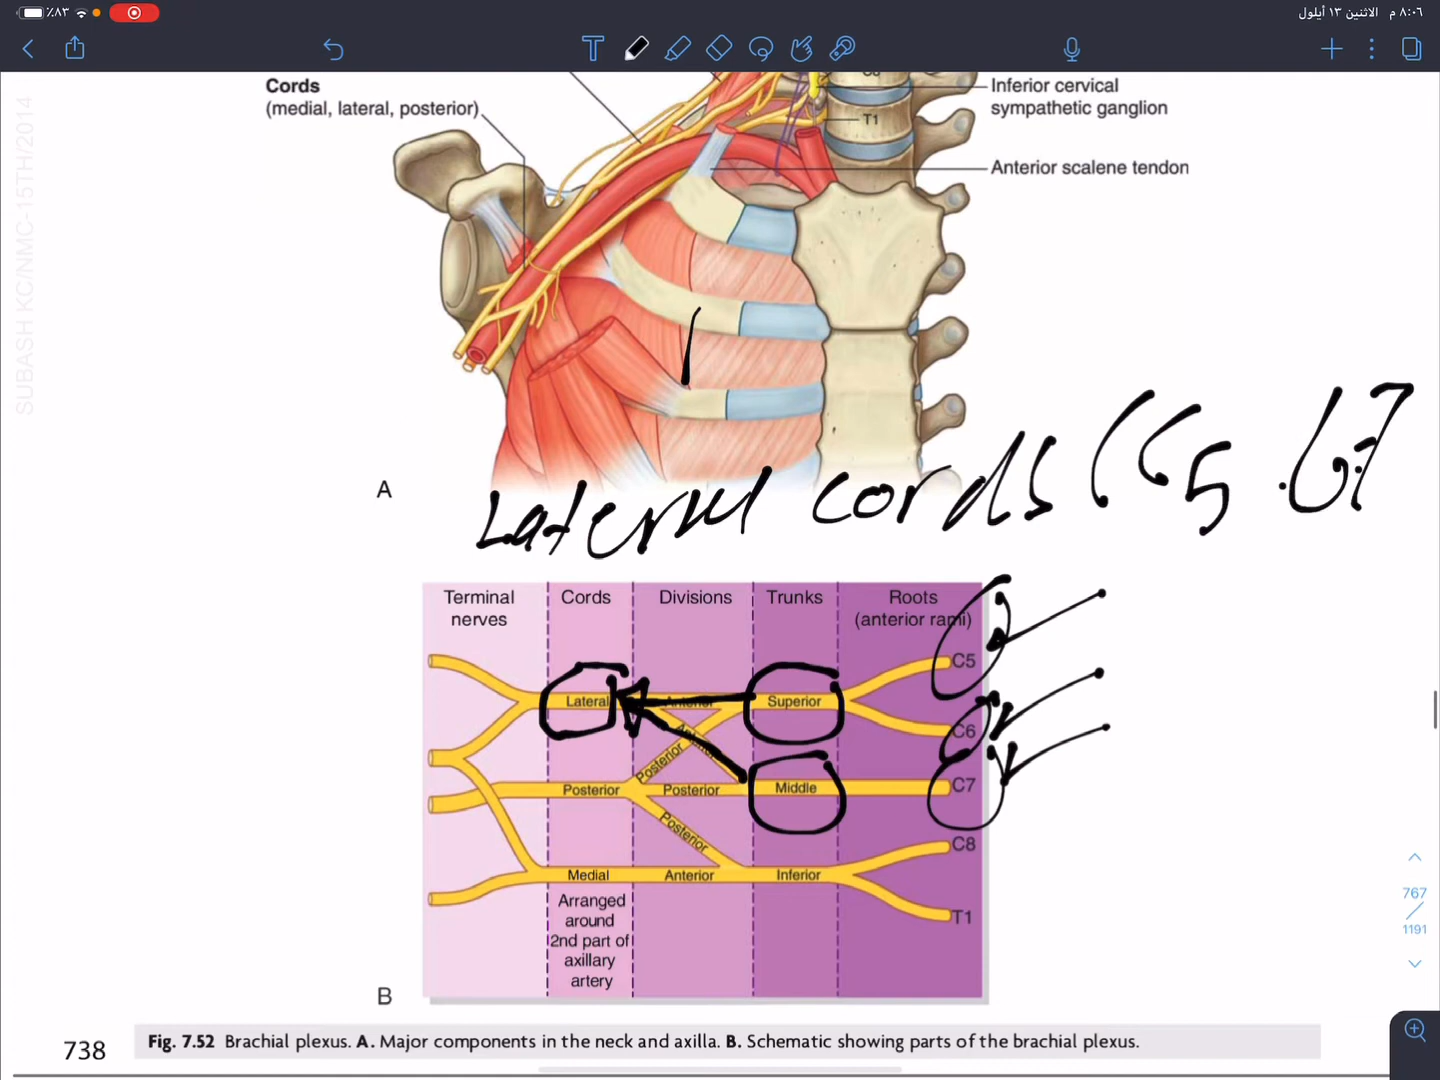 ٪٨٣
٨:٠٦ م الاثنين ١٣ أيلول
T
Cords
(medial, lateral, posterior)
T1
Inferior cervical
sympathetic ganglion
Anterior scalene tendon
SUBASH KC/NMC-15TH/2014
A
Lateral cords (C5, 6, 7
Terminal
nerves
Cords
Divisions
Trunks
Roots
(anterior rami)
Lateral
Anterior
Superior
C5
C6
Posterior
Posterior
Posterior
Middle
C7
Posterior
C8
Medial
Anterior
Inferior
T1
Arranged
around
2nd part of
axillary
artery
B
767
1191
738
Fig. 7.52 Brachial plexus. A. Major components in the neck and axilla. B. Schematic showing parts of the brachial plexus.